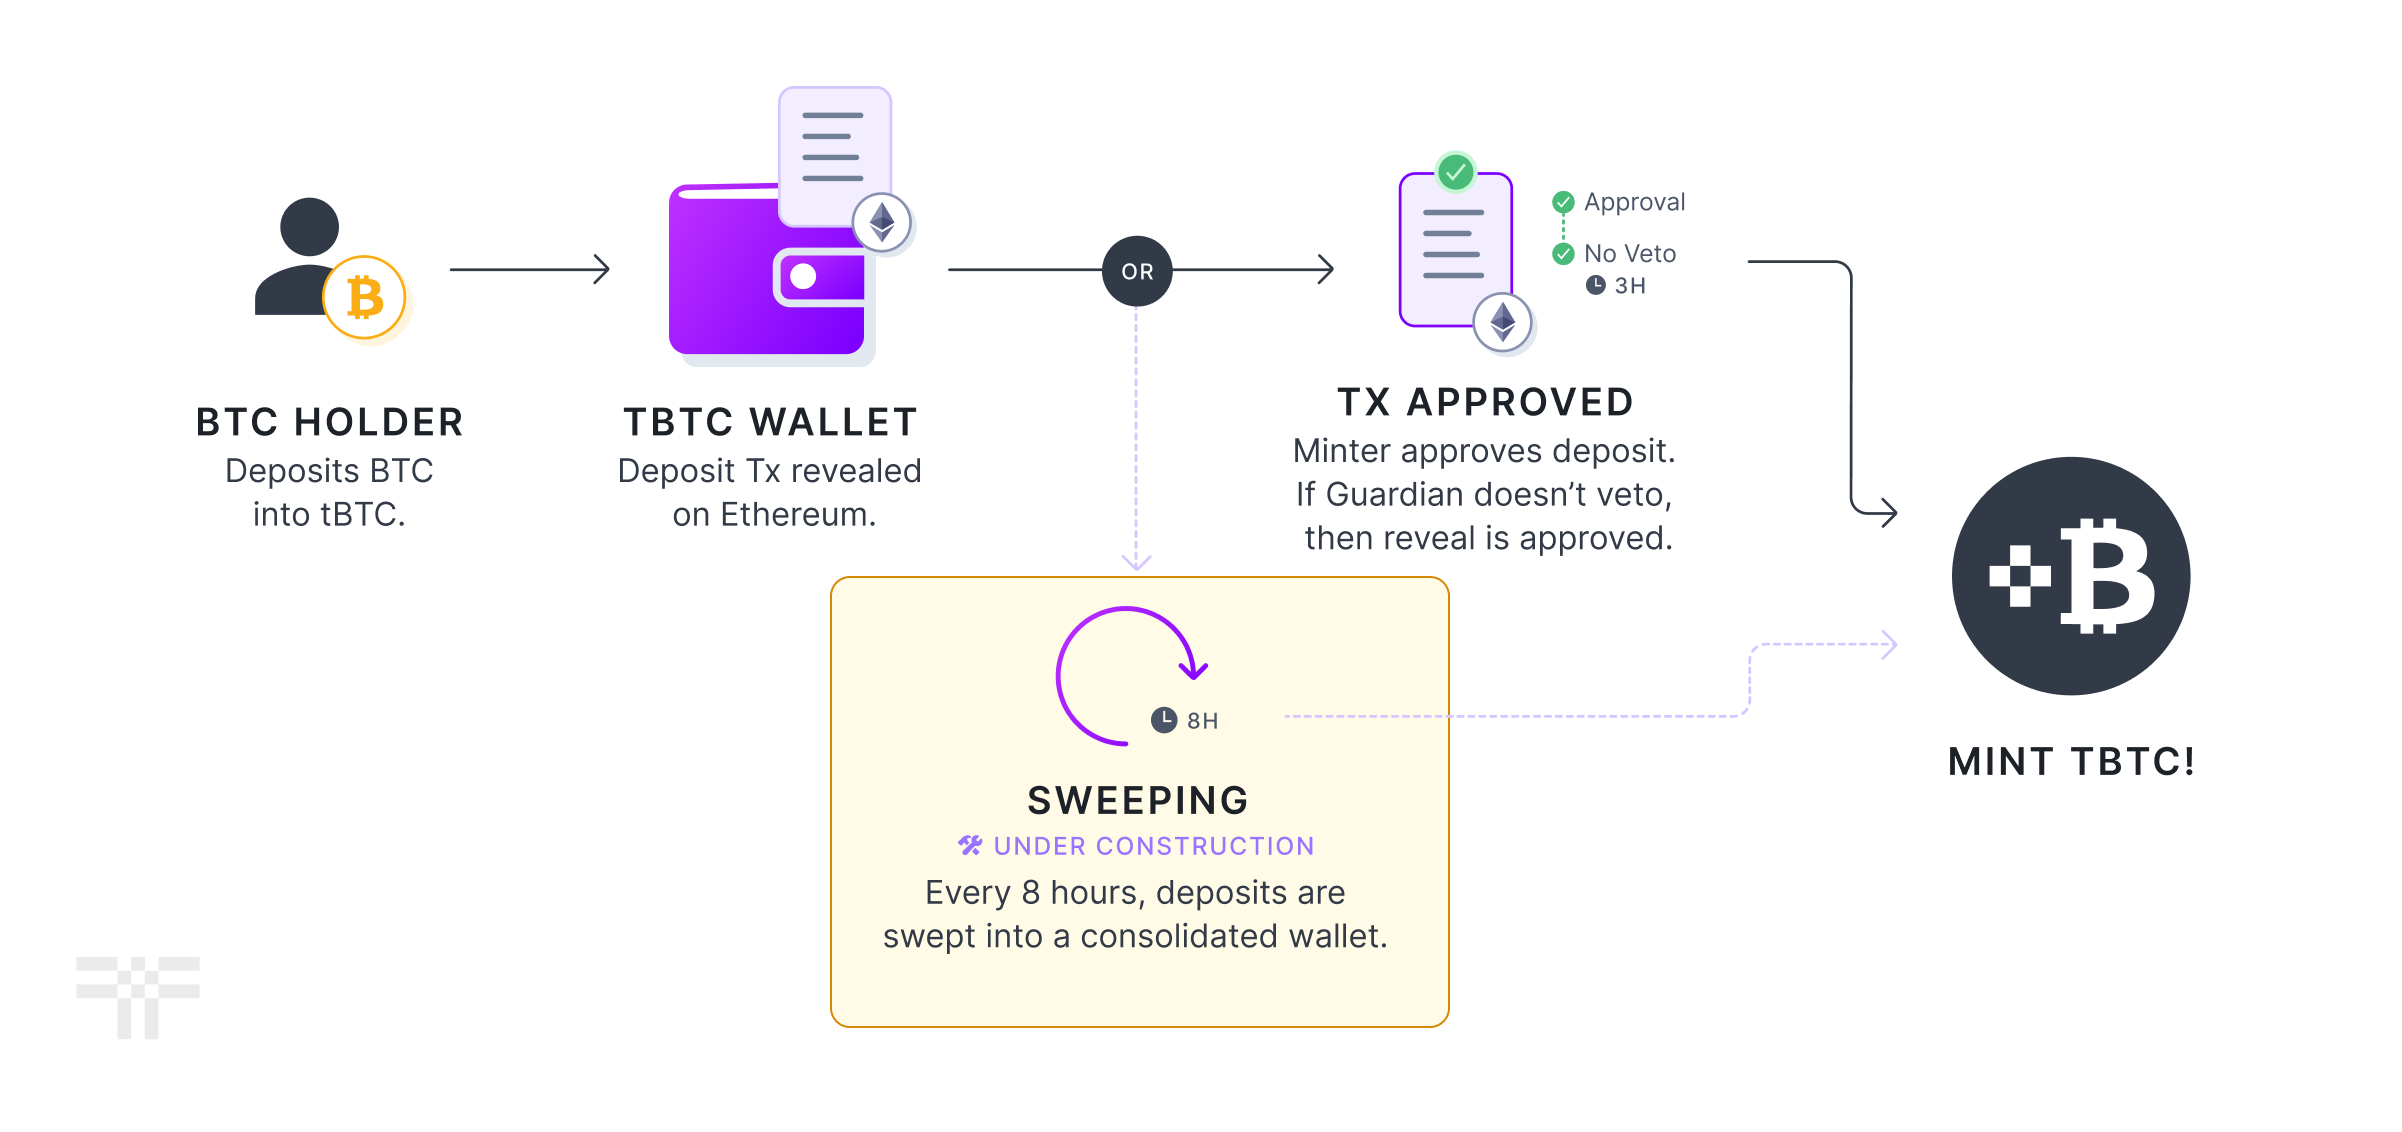 BTC HOLDER
Deposits BTC
into tBTC.
TBTC WALLET
Deposit Tx revealed
on Ethereum.
OR
Approval
No Veto
3H
TX APPROVED
Minter approves deposit.
If Guardian doesn’t veto,
then reveal is approved.
8H
SWEEPING
UNDER CONSTRUCTION
Every 8 hours, deposits are
swept into a consolidated wallet.
MINT TBTC!